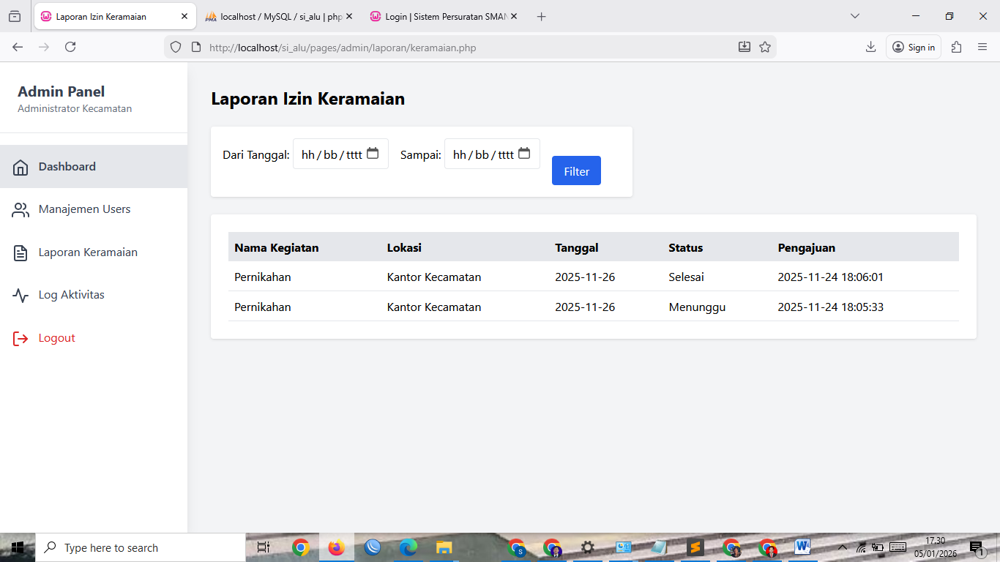 Laporan Izin Keramaian
localhost / MySQL / si_alu | php
Login | Sistem Persuratan SMAN
http://localhost/si_alu/pages/admin/laporan/keramaian.php
Sign in
Admin Panel
Administrator Kecamatan
Dashboard
Manajemen Users
Laporan Keramaian
Log Aktivitas
Logout
Laporan Izin Keramaian
Dari Tanggal: hh/bb/tttt Sampai: hh/bb/tttt
Filter
Nama Kegiatan Lokasi Tanggal Status Pengajuan
Pernikahan Kantor Kecamatan 2025-11-26 Selesai 2025-11-24 18:06:01
Pernikahan Kantor Kecamatan 2025-11-26 Menunggu 2025-11-24 18:05:33
Type here to search
17.30
05/01/2026
1